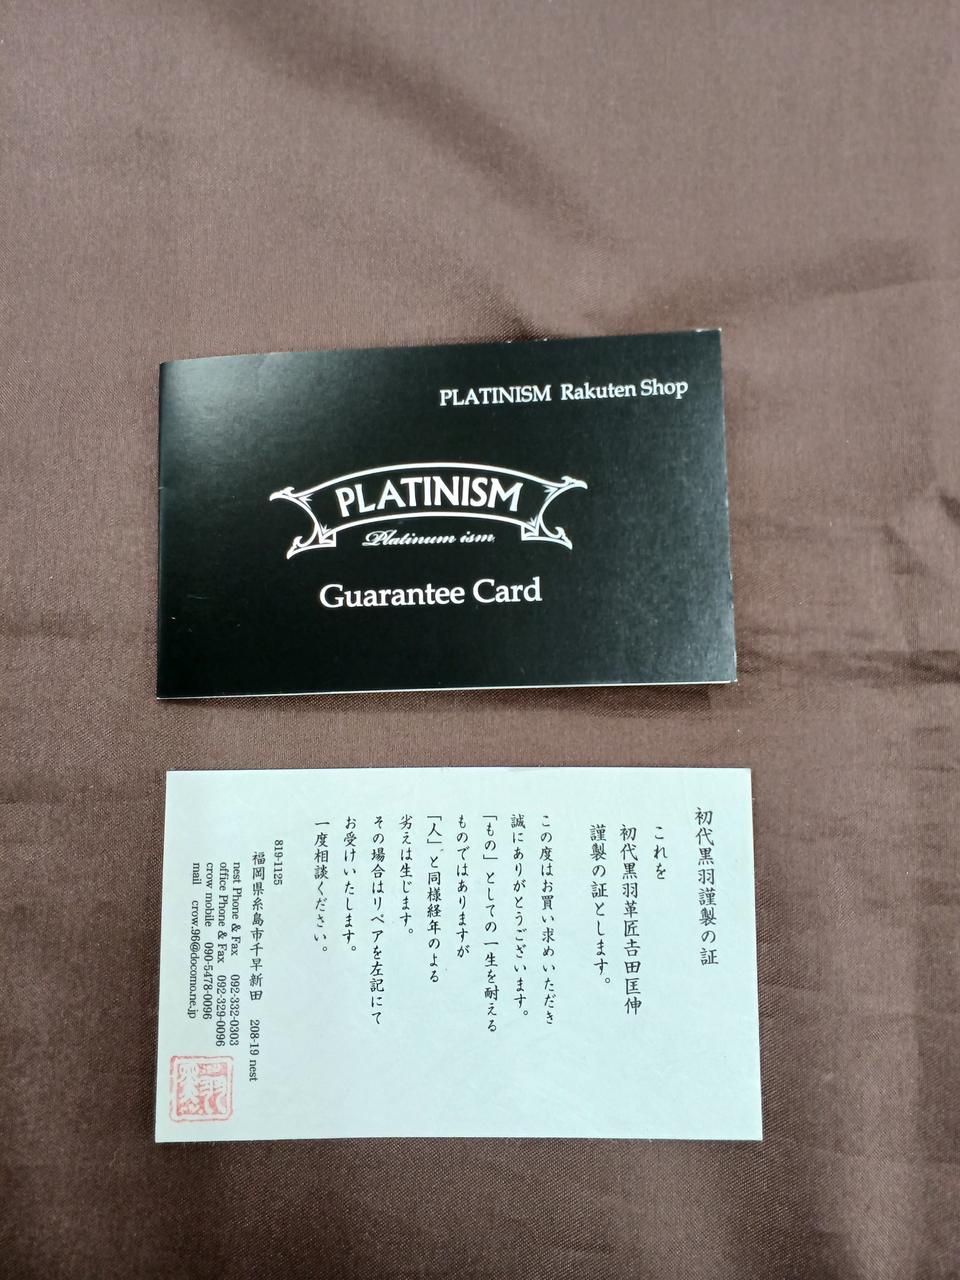 PLATINISM Rakuten Shop
PLATINISM
Platinum ism
Guarantee Card
初代黒羽謹製の証
これを
初代黒羽革匠吉田匡伸
謹製の証とします。
この度はお買い求めいただき
誠にありがとうございます。
「もの」としての一生を耐える
ものではありますが
「人」と同様経年のよる
劣えは生じます。
その場合はリペアを左記にて
お受けいたします。
一度相談ください。
819-1125
福岡県糸島市千早新田 208-19 nest
nest Phone & Fax 092-332-0303
office Phone & Fax 092-329-0096
crow mobile 090-5478-0096
mail crow.96@docomo.ne.jp